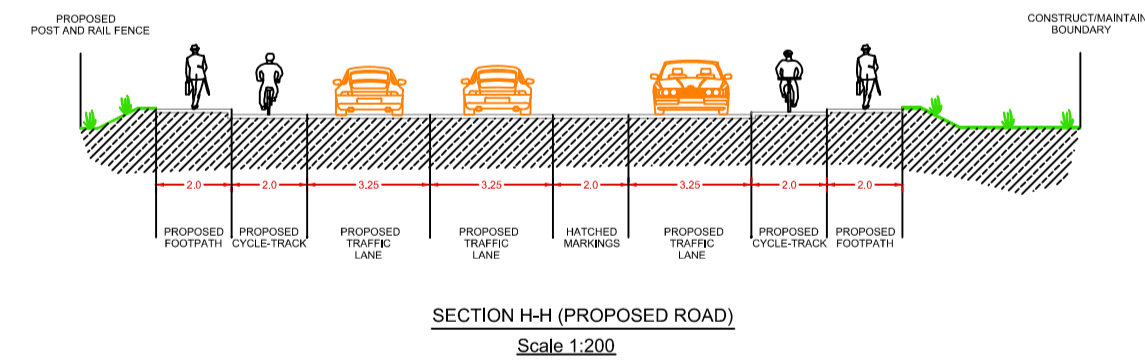 PROPOSED
POST AND RAIL FENCE
CONSTRUCT/MAINTAIN
BOUNDARY
2.0 2.0 3.25 3.25 2.0 3.25 2.0 2.0
PROPOSED
FOOTPATH
PROPOSED
CYCLE-TRACK
PROPOSED
TRAFFIC
LANE
PROPOSED
TRAFFIC
LANE
HATCHED
MARKINGS
PROPOSED
TRAFFIC
LANE
PROPOSED
CYCLE-TRACK
PROPOSED
FOOTPATH
SECTION H-H (PROPOSED ROAD)
Scale 1:200